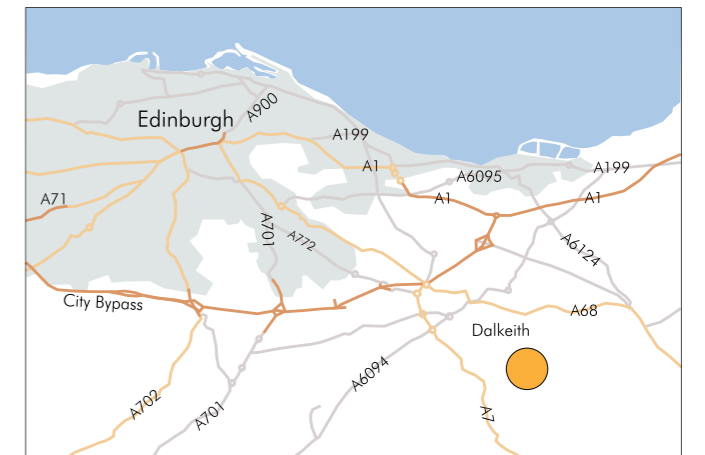 A900
Edinburgh
A199
A1
A6095
A199
A71
A1
A1
A701
A772
A6124
City Bypass
A68
Dalkeith
A6094
A702
A701
A7